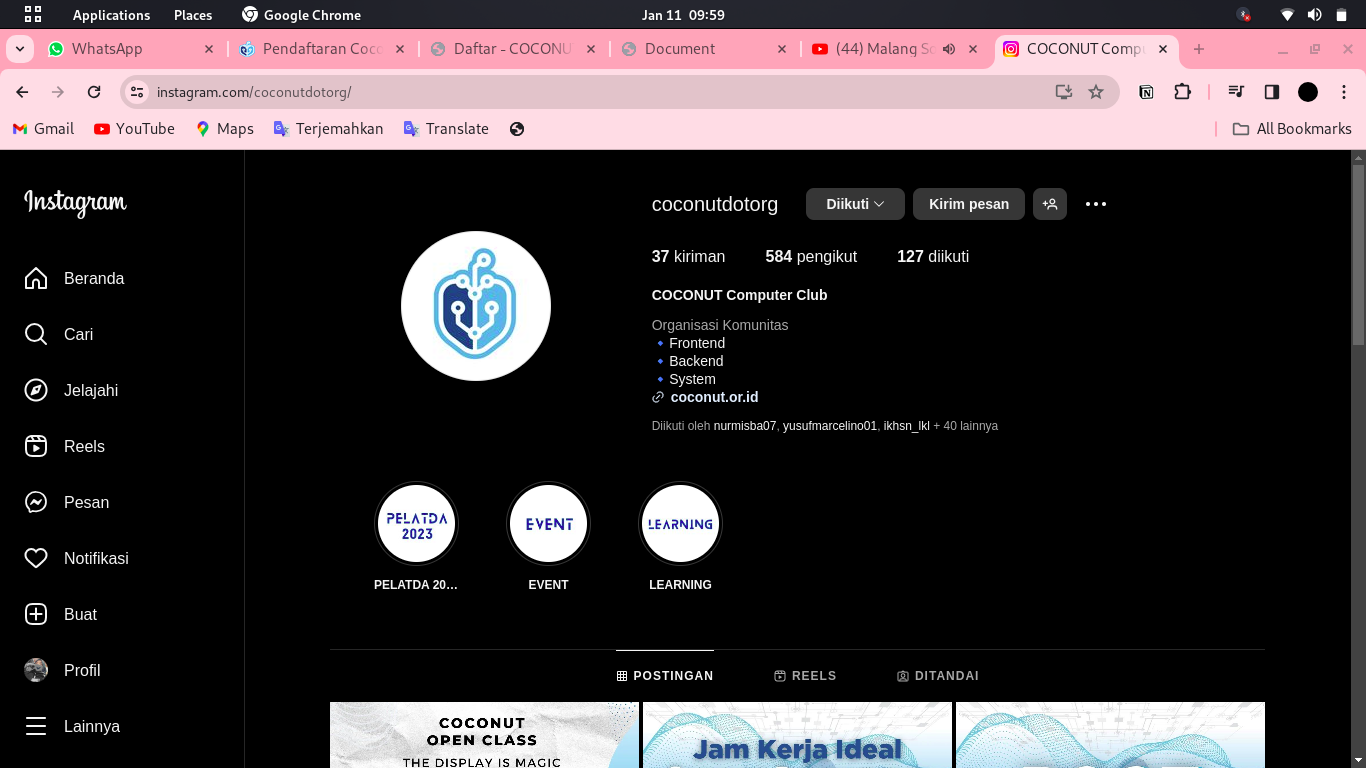 Applications Places Google Chrome Jan 11 09:59
WhatsApp Pendaftaran Coco Daftar - COCONU Document (44) Malang So COCONUT Compu
instagram.com/coconutdotorg/
Gmail YouTube Maps Terjemahkan Translate All Bookmarks
Instagram
Beranda
Cari
Jelajahi
Reels
Pesan
Notifikasi
Buat
Profil
Lainnya
coconutdotorg Diikuti Kirim pesan
37 kiriman 584 pengikut 127 diikuti
COCONUT Computer Club
Organisasi Komunitas
🔹Frontend
🔹Backend
🔹System
coconut.or.id
Diikuti oleh nurmisba07, yusufmarcelino01, ikhsn_lkl + 40 lainnya
PELATDA
2023
EVENT
LEARNING
PELATDA 20... EVENT LEARNING
POSTINGAN REELS DITANDAI
COCONUT
OPEN CLASS
THE DISPLAY IS MAGIC
Jam Kerja Ideal